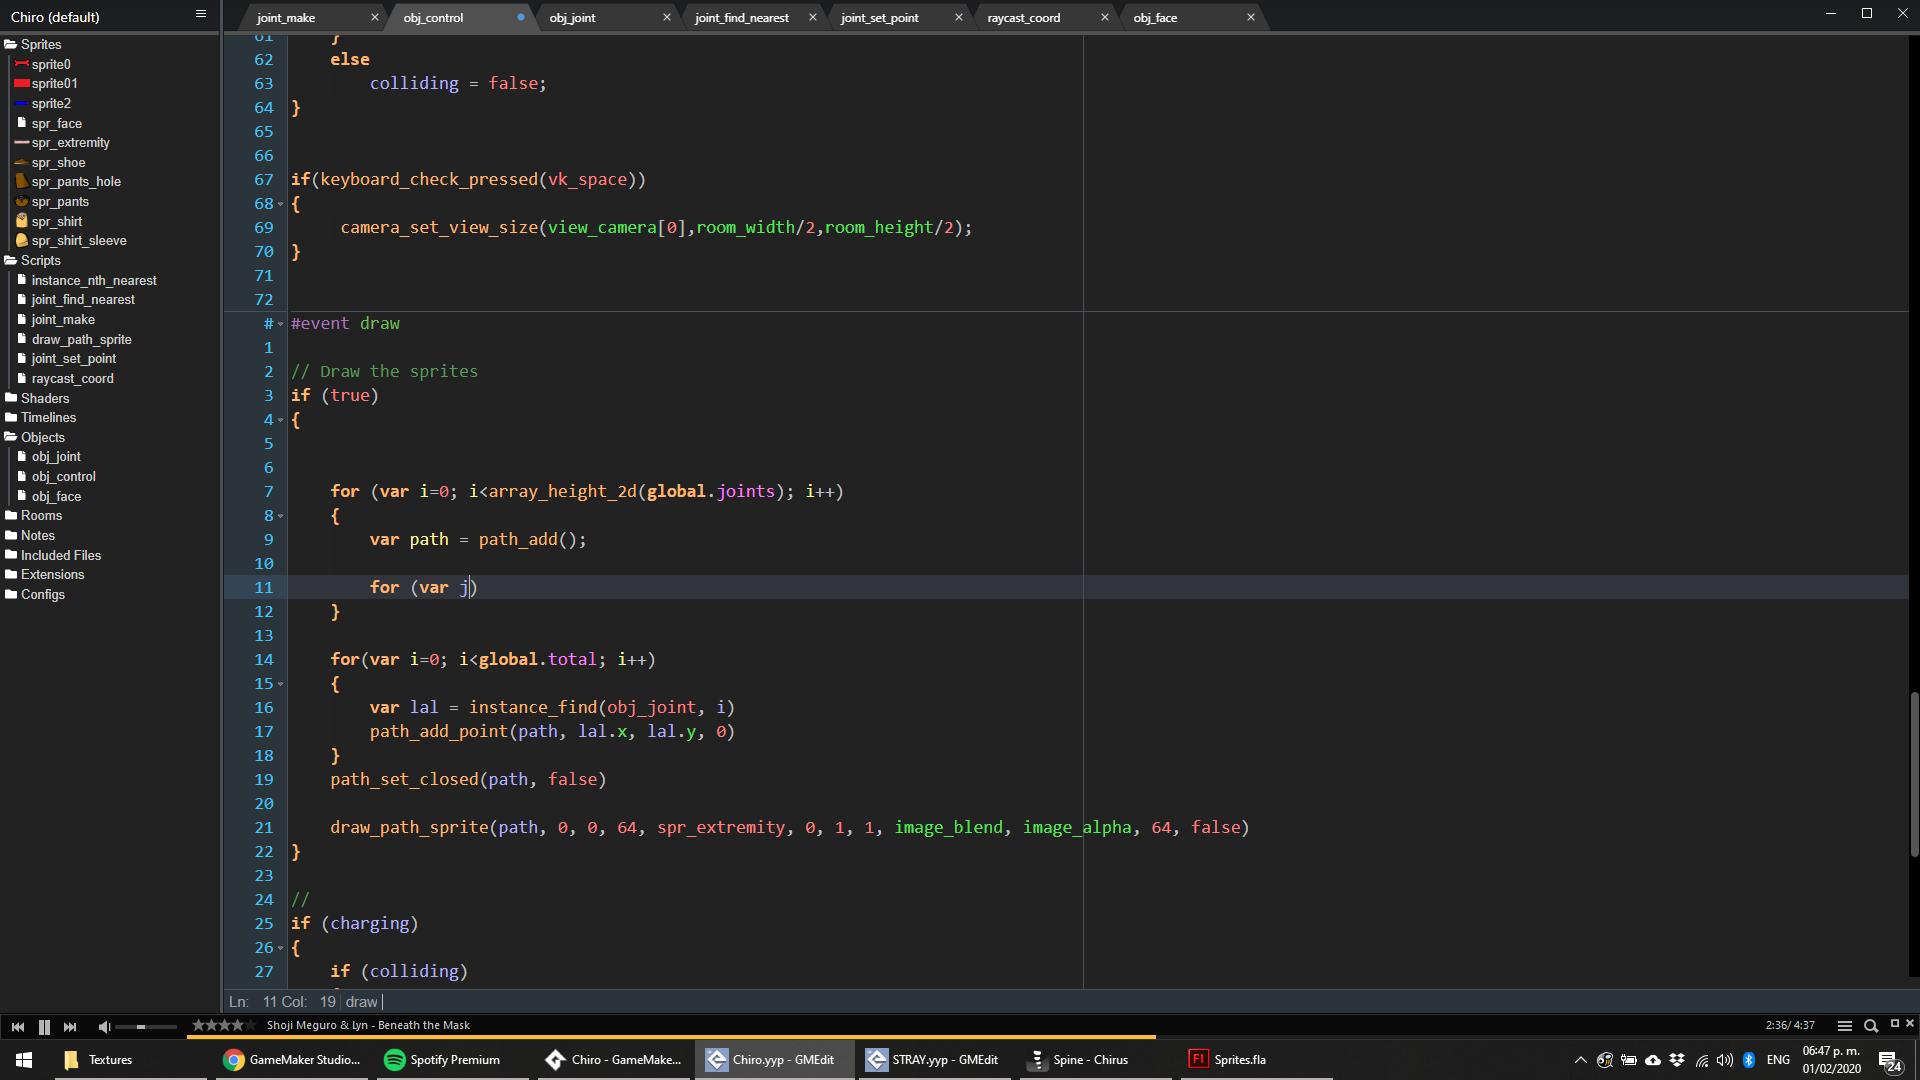 Chiro (default)
joint_make
obj_control
obj_joint
joint_find_nearest
joint_set_point
raycast_coord
obj_face
Sprites
sprite0
sprite01
sprite2
spr_face
spr_extremity
spr_shoe
spr_pants_hole
spr_pants
spr_shirt
spr_shirt_sleeve
Scripts
instance_nth_nearest
joint_find_nearest
joint_make
draw_path_sprite
joint_set_point
raycast_coord
Shaders
Timelines
Objects
obj_joint
obj_control
obj_face
Rooms
Notes
Included Files
Extensions
Configs
61 }
62 else
63 colliding = false;
64 }
65
66
67 if(keyboard_check_pressed(vk_space))
68 {
69 camera_set_view_size(view_camera[0],room_width/2,room_height/2);
70 }
71
72
# #event draw
1
2 // Draw the sprites
3 if (true)
4 {
5
6
7 for (var i=0; i<array_height_2d(global.joints); i++)
8 {
9 var path = path_add();
10
11 for (var j)
12 }
13
14 for(var i=0; i<global.total; i++)
15 {
16 var lal = instance_find(obj_joint, i)
17 path_add_point(path, lal.x, lal.y, 0)
18 }
19 path_set_closed(path, false)
20
21 draw_path_sprite(path, 0, 0, 64, spr_extremity, 0, 1, 1, image_blend, image_alpha, 64, false)
22 }
23
24 //
25 if (charging)
26 {
27 if (colliding)
Ln: 11 Col: 19 draw
Shoji Meguro & Lyn - Beneath the Mask
2:36/ 4:37
Textures
GameMaker Studio...
Spotify Premium
Chiro - GameMake...
Chiro.yyp - GMEdit
STRAY.yyp - GMEdit
Spine - Chirus
Fl
Sprites.fla
ENG
06:47 p. m.
01/02/2020
24